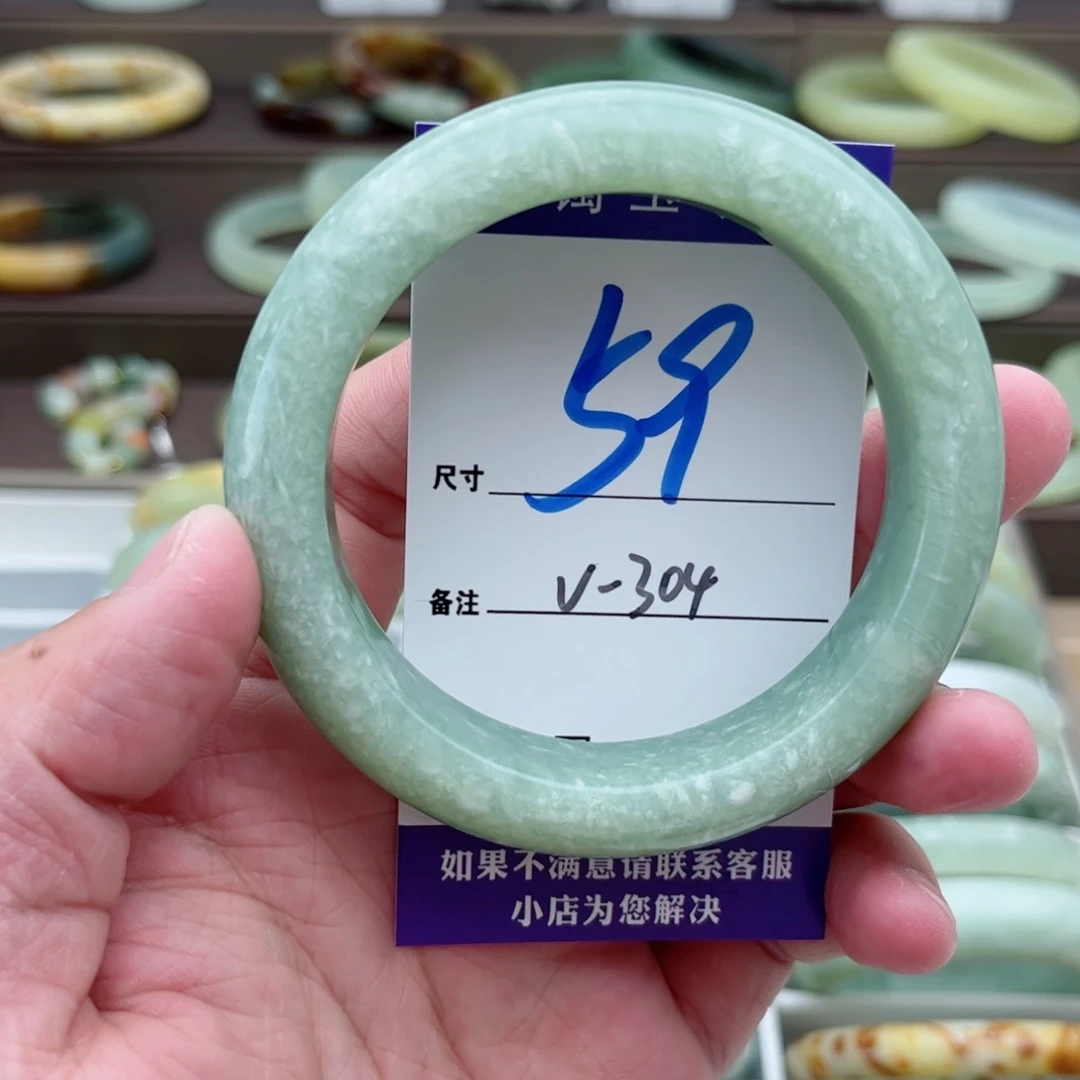 尺寸 59
备注 V-304
如果不满意请联系客服
小店为您解决